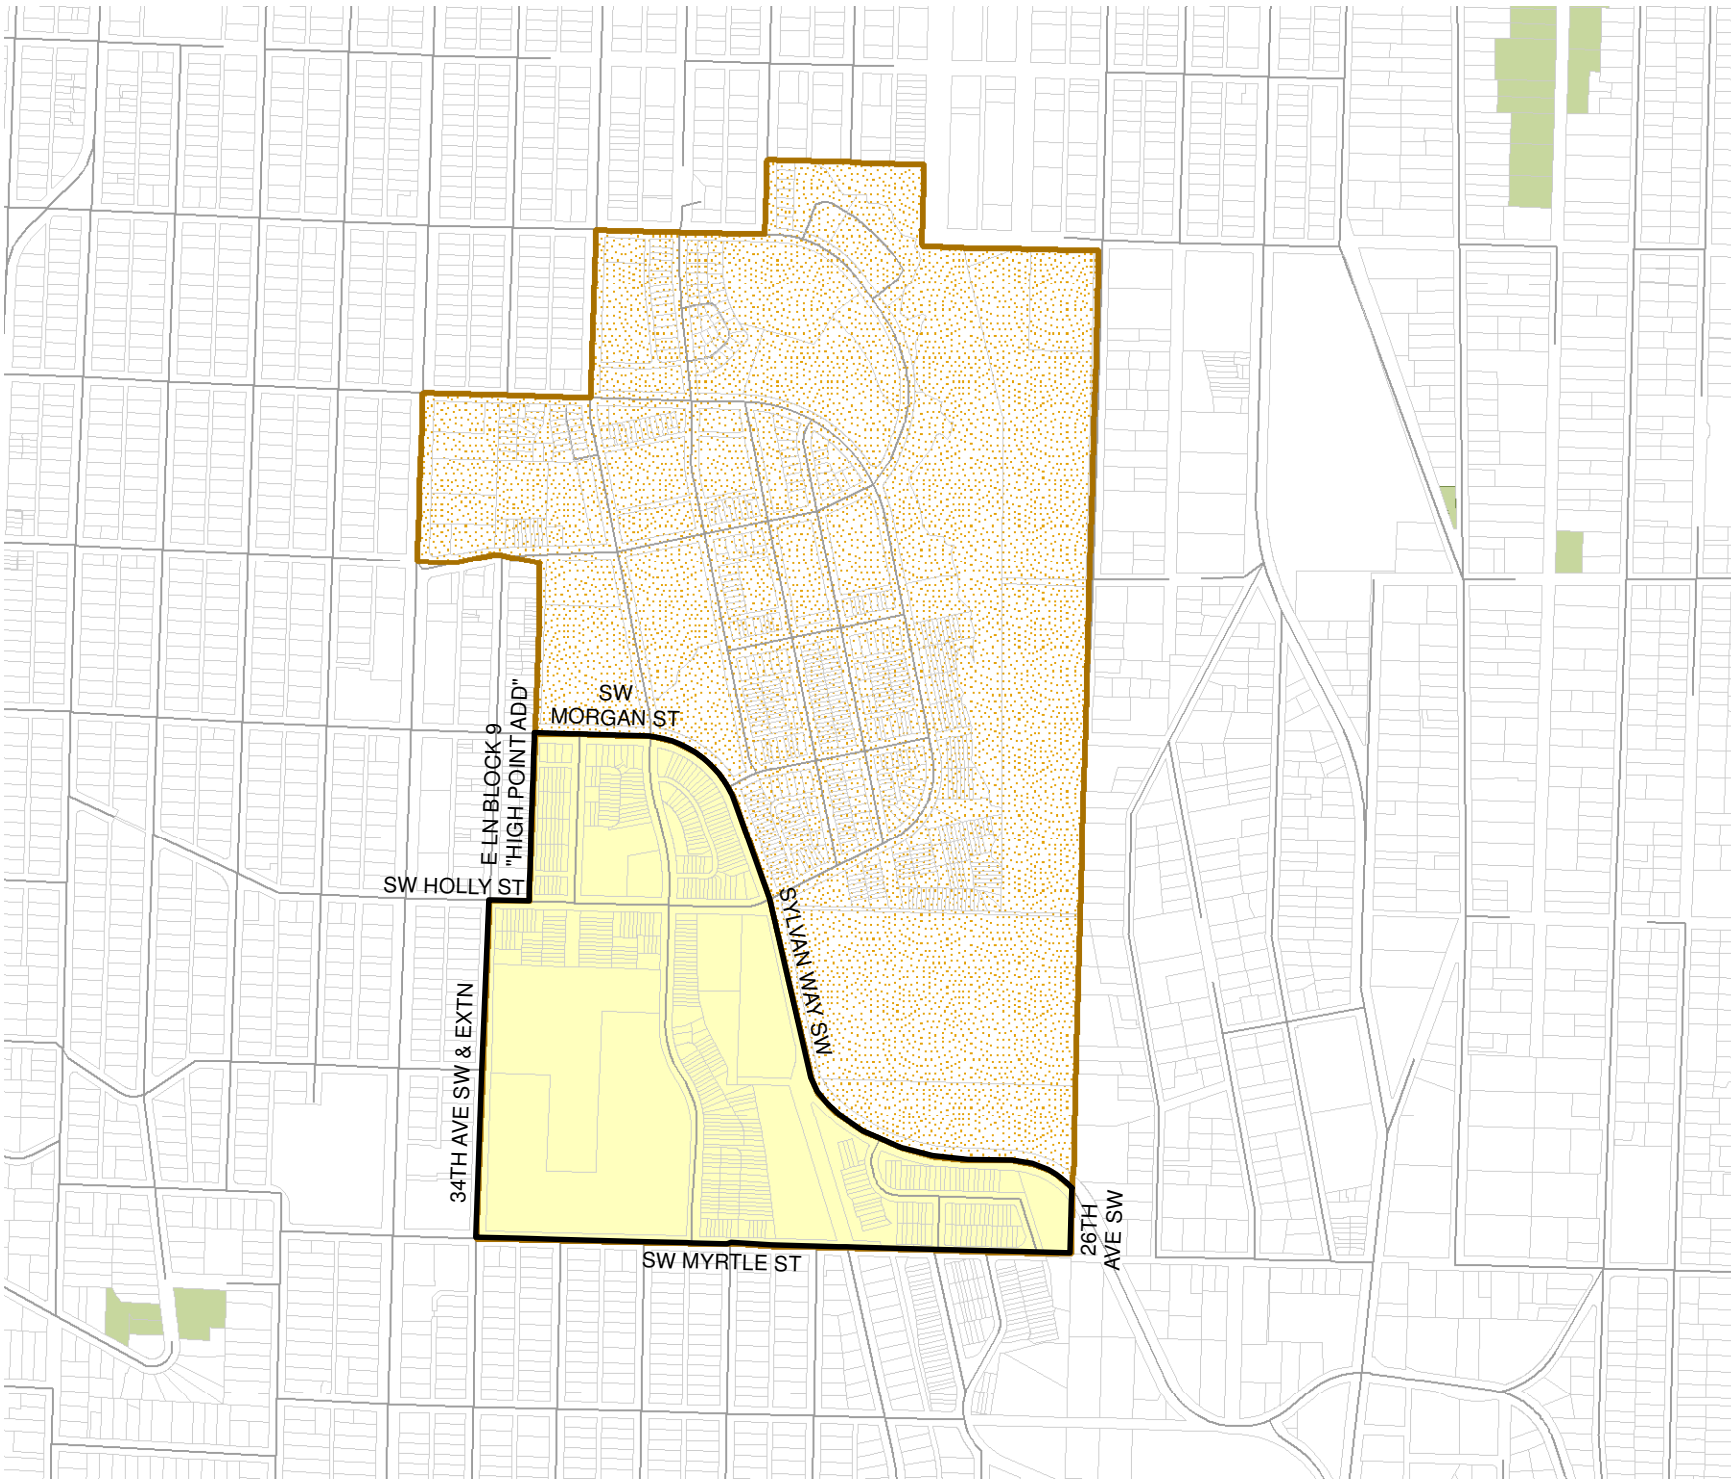 SW
MORGAN ST
E LN BLOCK 9
"HIGH POINT ADD"
SW HOLLY ST
SYLVAN WAY SW
34TH AVE SW & EXTN
26TH
AVE SW
SW MYRTLE ST